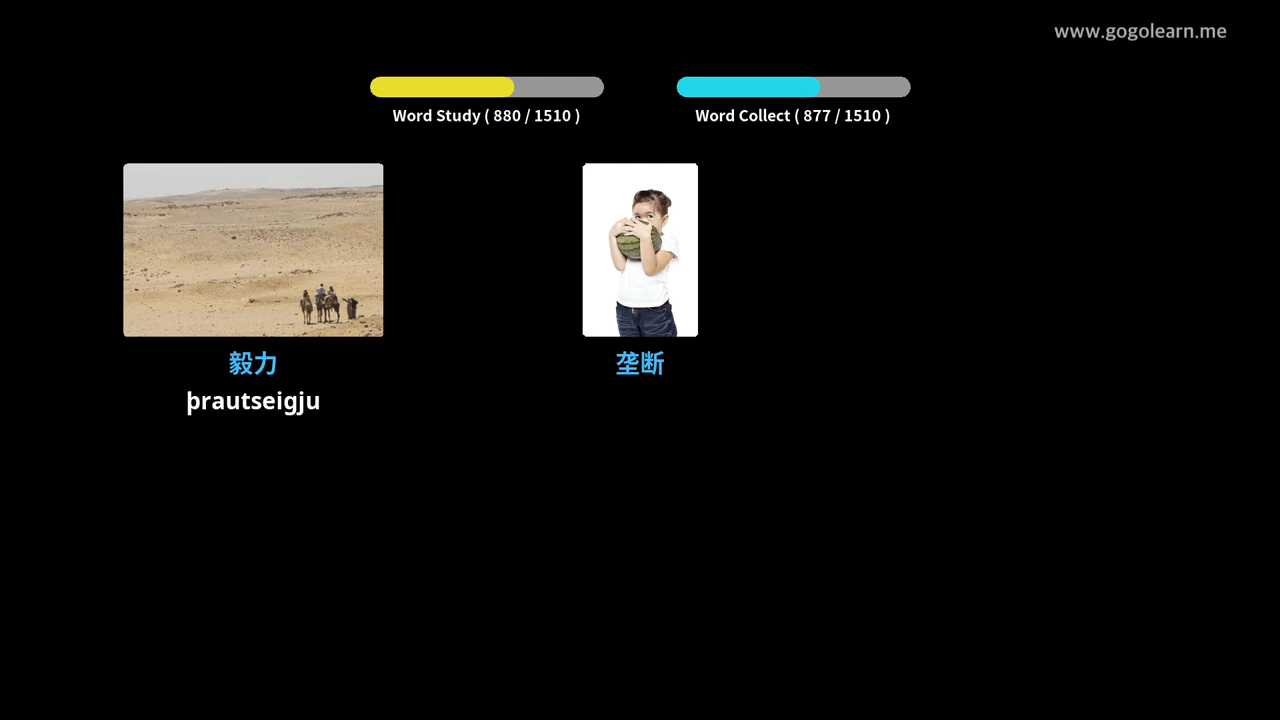 www.gogolearn.me
Word Study ( 880 / 1510 )
Word Collect ( 877 / 1510 )
毅力
þrautseigju
垄断